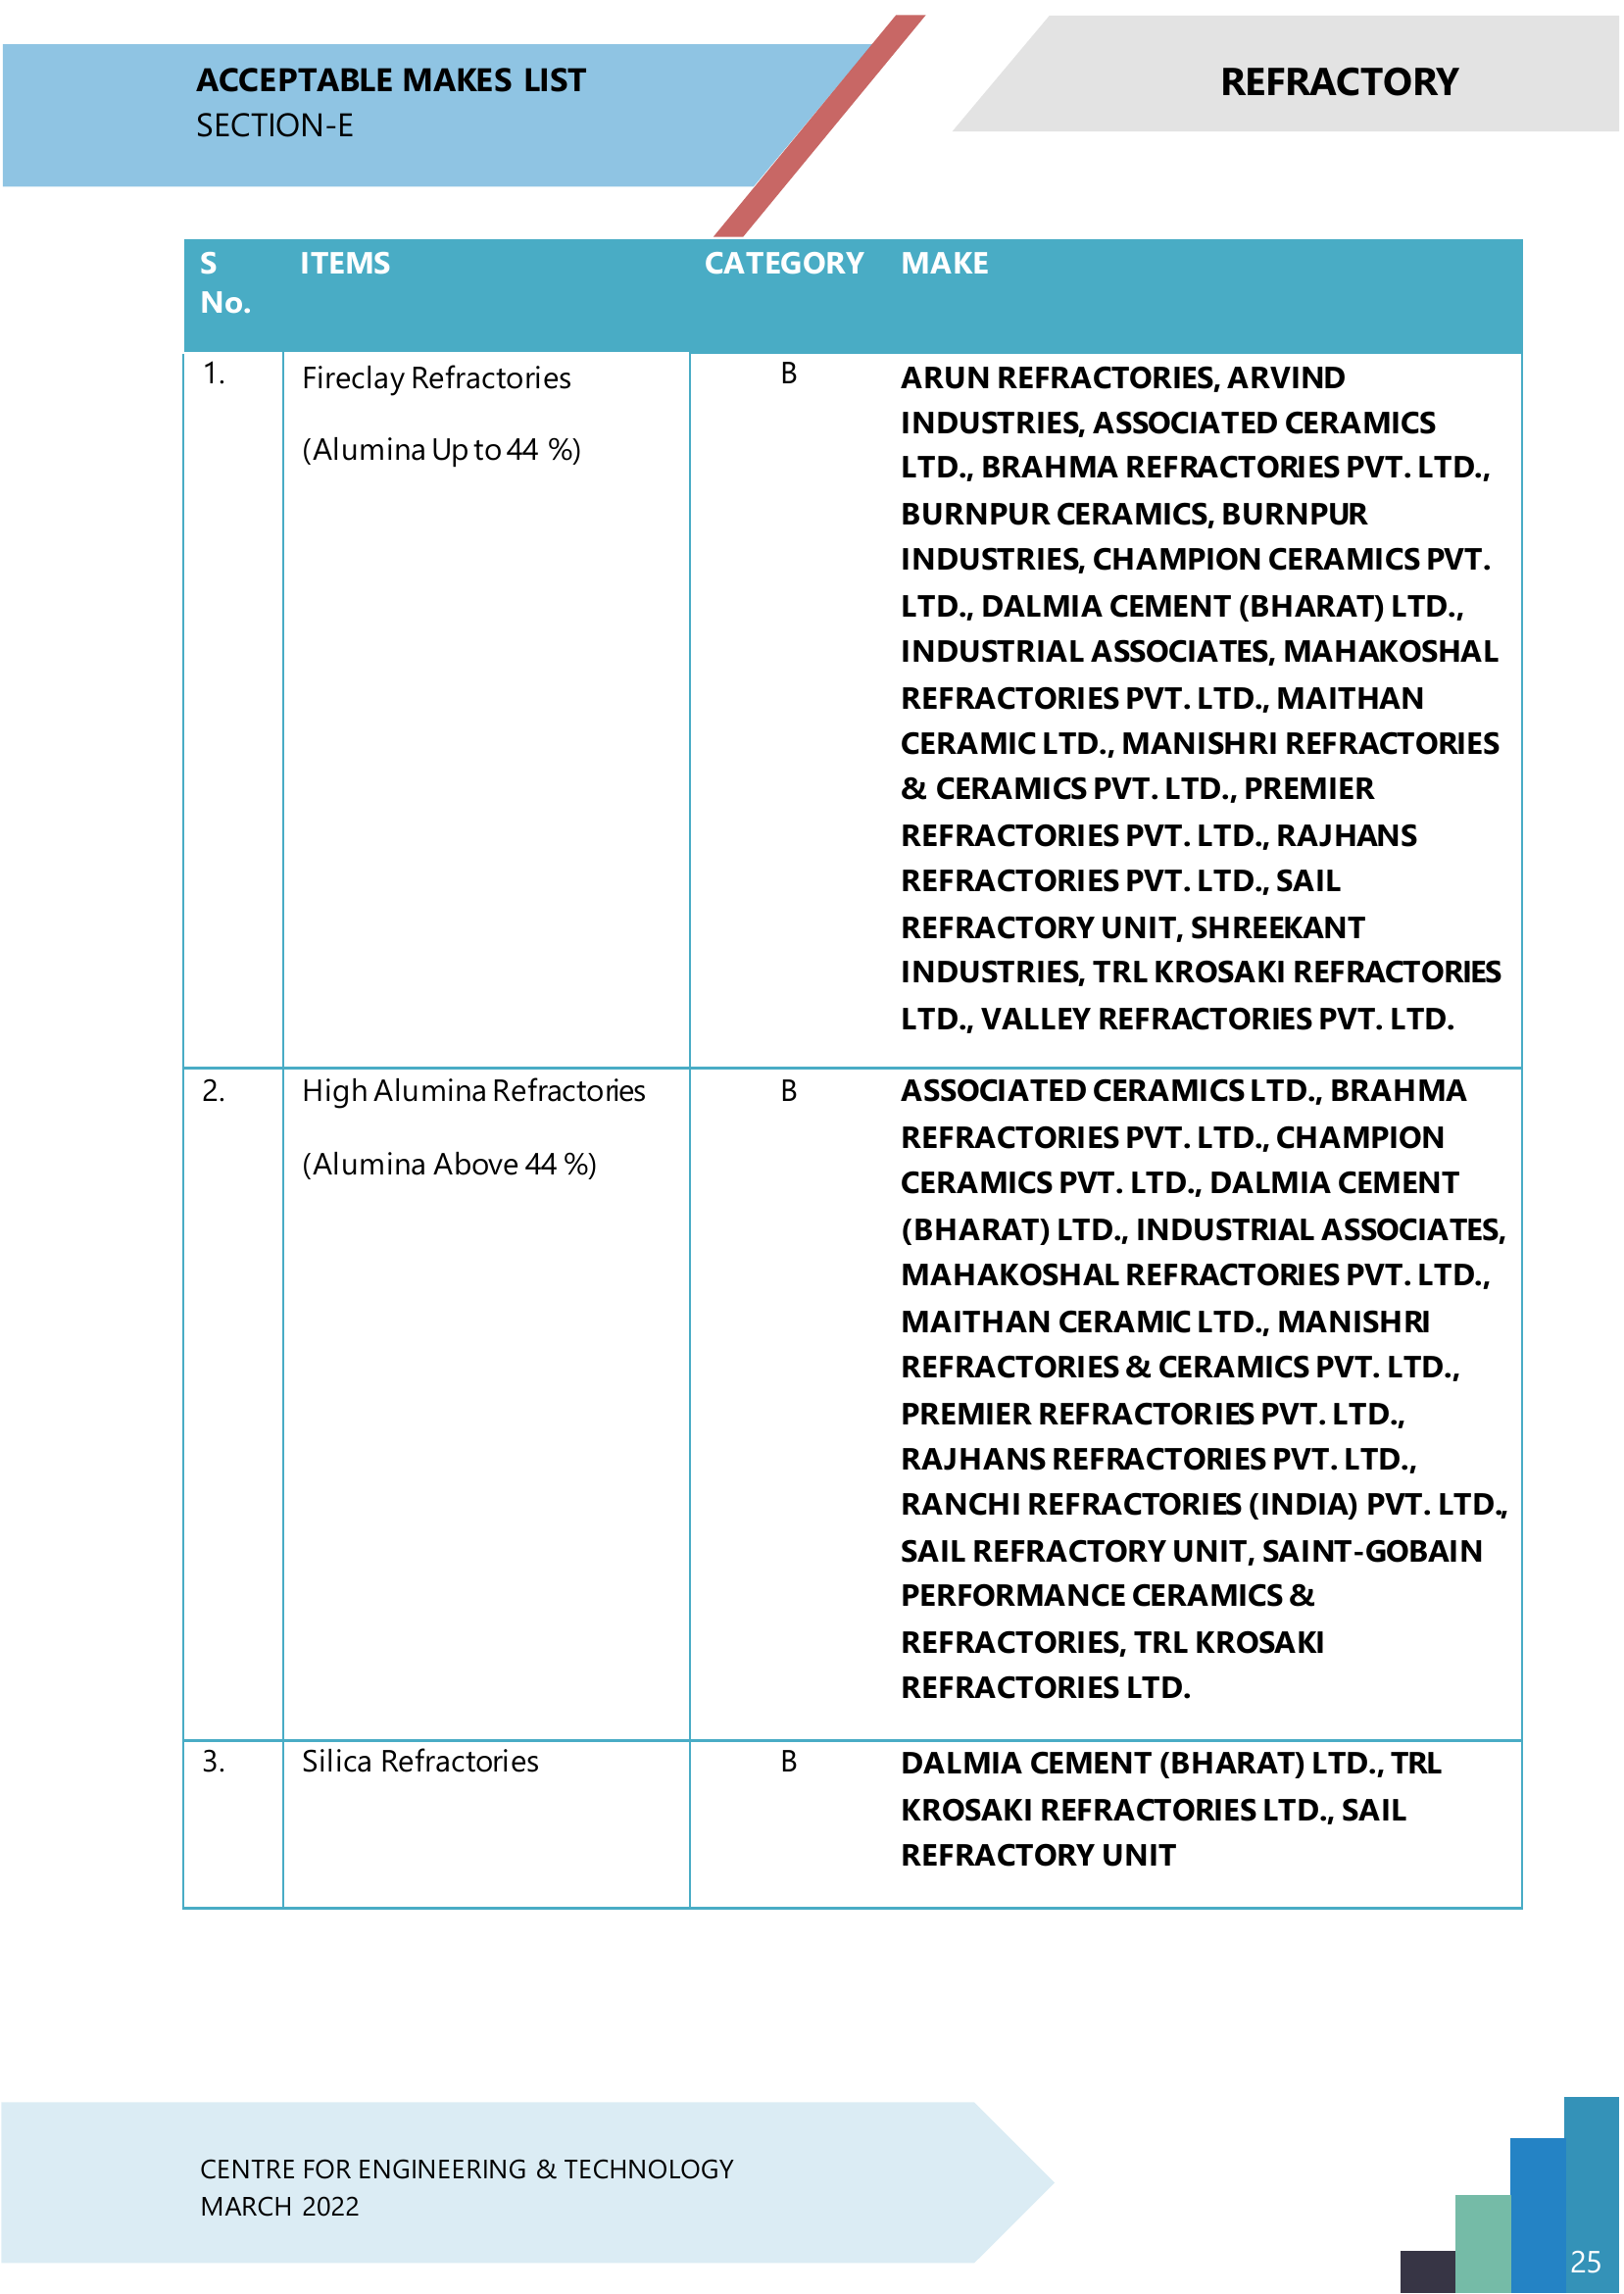 ACCEPTABLE MAKES LIST
SECTION-E
REFRACTORY
S No. ITEMS CATEGORY MAKE
1. Fireclay Refractories B ARUN REFRACTORIES, ARVIND
INDUSTRIES, ASSOCIATED CERAMICS
(Alumina Up to 44 %)
LTD., BRAHMA REFRACTORIES PVT. LTD.,
BURNPUR CERAMICS, BURNPUR
INDUSTRIES, CHAMPION CERAMICS PVT.
LTD., DALMIA CEMENT (BHARAT) LTD.,
INDUSTRIAL ASSOCIATES, MAHAKOSHAL
REFRACTORIES PVT. LTD., MAITHAN
CERAMIC LTD., MANISHRI REFRACTORIES
& CERAMICS PVT. LTD., PREMIER
REFRACTORIES PVT. LTD., RAJHANS
REFRACTORIES PVT. LTD., SAIL
REFRACTORY UNIT, SHREEKANT
INDUSTRIES, TRL KROSAKI REFRACTORIES
LTD., VALLEY REFRACTORIES PVT. LTD.
2. High Alumina Refractories B ASSOCIATED CERAMICS LTD., BRAHMA
REFRACTORIES PVT. LTD., CHAMPION
(Alumina Above 44 %)
CERAMICS PVT. LTD., DALMIA CEMENT
(BHARAT) LTD., INDUSTRIAL ASSOCIATES,
MAHAKOSHAL REFRACTORIES PVT. LTD.,
MAITHAN CERAMIC LTD., MANISHRI
REFRACTORIES & CERAMICS PVT. LTD.,
PREMIER REFRACTORIES PVT. LTD.,
RAJHANS REFRACTORIES PVT. LTD.,
RANCHI REFRACTORIES (INDIA) PVT. LTD.,
SAIL REFRACTORY UNIT, SAINT-GOBAIN
PERFORMANCE CERAMICS &
REFRACTORIES, TRL KROSAKI
REFRACTORIES LTD.
3. Silica Refractories B DALMIA CEMENT (BHARAT) LTD., TRL
KROSAKI REFRACTORIES LTD., SAIL
REFRACTORY UNIT
CENTRE FOR ENGINEERING & TECHNOLOGY
MARCH 2022
25